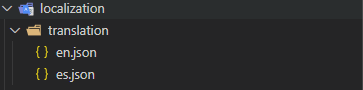 localization
translation
{ } en.json
{ } es.json